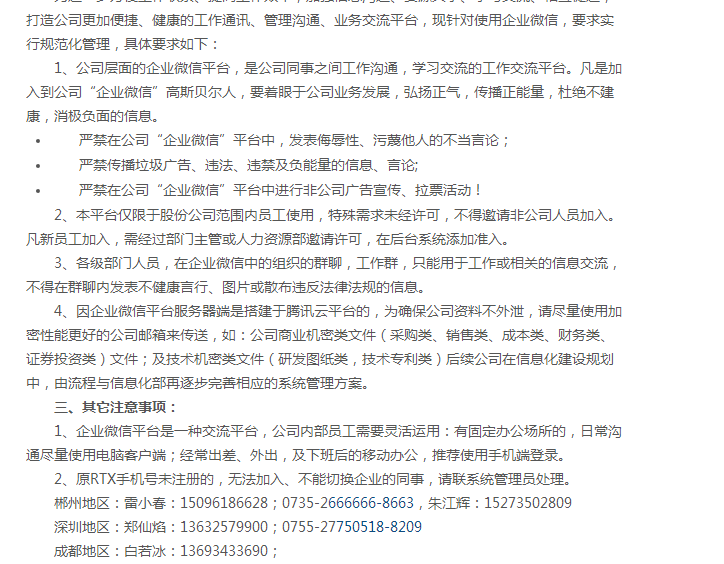 打造公司更加便捷、健康的工作通讯、管理沟通、业务交流平台，现针对使用企业微信，要求实
行规范化管理，具体要求如下：
1、公司层面的企业微信平台，是公司同事之间工作沟通，学习交流的工作交流平台。凡是加
入到公司“企业微信”高斯贝尔人，要着眼于公司业务发展，弘扬正气，传播正能量，杜绝不建
康，消极负面的信息。
• 严禁在公司“企业微信”平台中，发表侮辱性、污蔑他人的不当言论；
• 严禁传播垃圾广告、违法、违禁及负能量的信息、言论;
• 严禁在公司“企业微信”平台中进行非公司广告宣传、拉票活动！
2、本平台仅限于股份公司范围内员工使用，特殊需求未经许可，不得邀请非公司人员加入。
凡新员工加入，需经过部门主管或人力资源部邀请许可，在后台系统添加准入。
3、各级部门人员，在企业微信中的组织的群聊，工作群，只能用于工作或相关的信息交流，
不得在群聊内发表不健康言行、图片或散布违反法律法规的信息。
4、因企业微信平台服务器端是搭建于腾讯云平台的，为确保公司资料不外泄，请尽量使用加
密性能更好的公司邮箱来传送，如：公司商业机密类文件（采购类、销售类、成本类、财务类、
证券投资类）文件；及技术机密类文件（研发图纸类，技术专利类）后续公司在信息化建设规划
中，由流程与信息化部再逐步完善相应的系统管理方案。
三、其它注意事项：
1、企业微信平台是一种交流平台，公司内部员工需要灵活运用：有固定办公场所的，日常沟
通尽量使用电脑客户端；经常出差、外出，及下班后的移动办公，推荐使用手机端登录。
2、原RTX手机号未注册的，无法加入、不能切换企业的同事，请联系统管理员处理。
郴州地区：雷小春：15096186628；0735-2666666-8663，朱江辉：15273502809
深圳地区：郑仙焰：13632579900；0755-27750518-8209
成都地区：白若冰：13693433690；